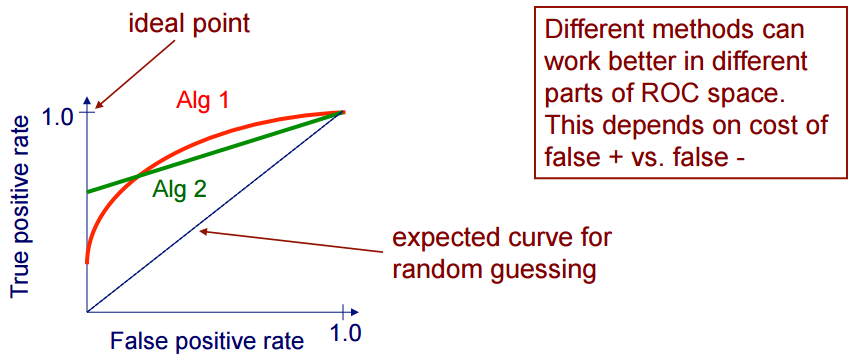 ideal point
Different methods can
work better in different
parts of ROC space.
This depends on cost of
false + vs. false -
Alg 1
1.0
Alg 2
True positive rate
expected curve for
random guessing
1.0
False positive rate